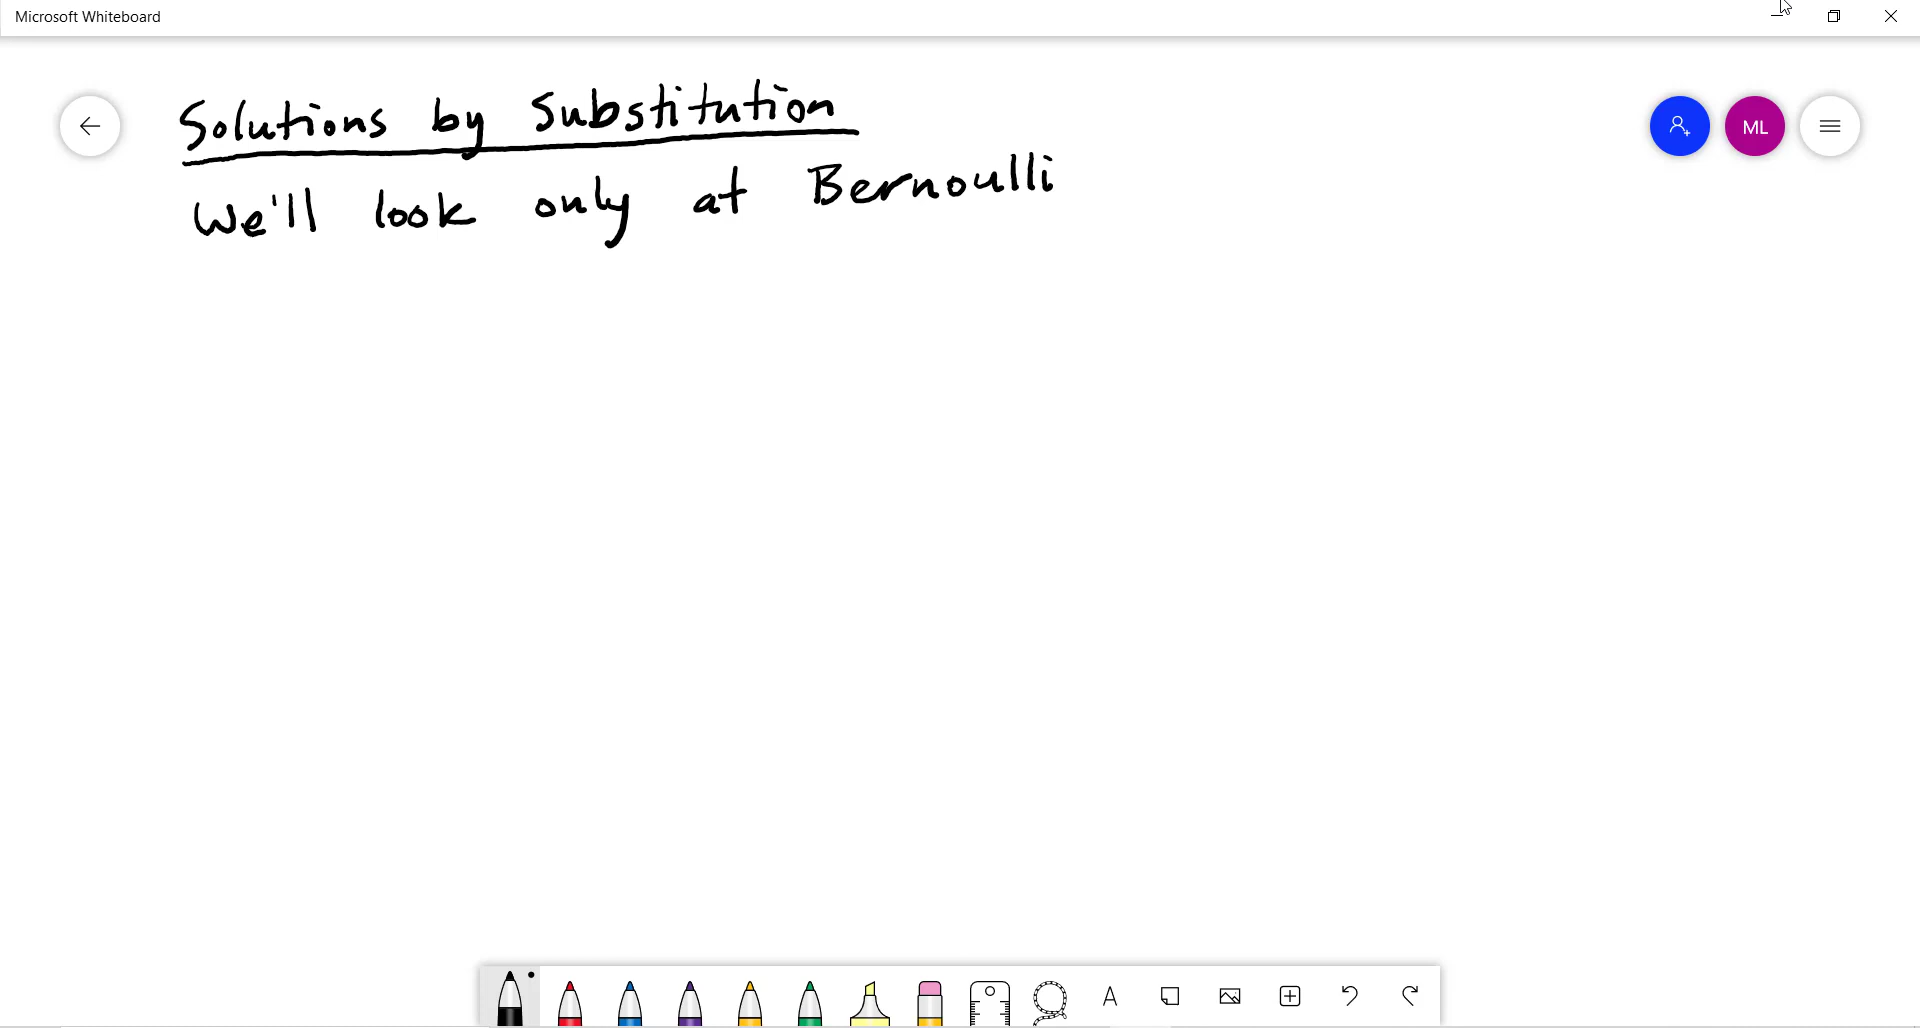 Microsoft Whiteboard
Solutions by Substitution
ML
We'll look only at Bernoulli
A